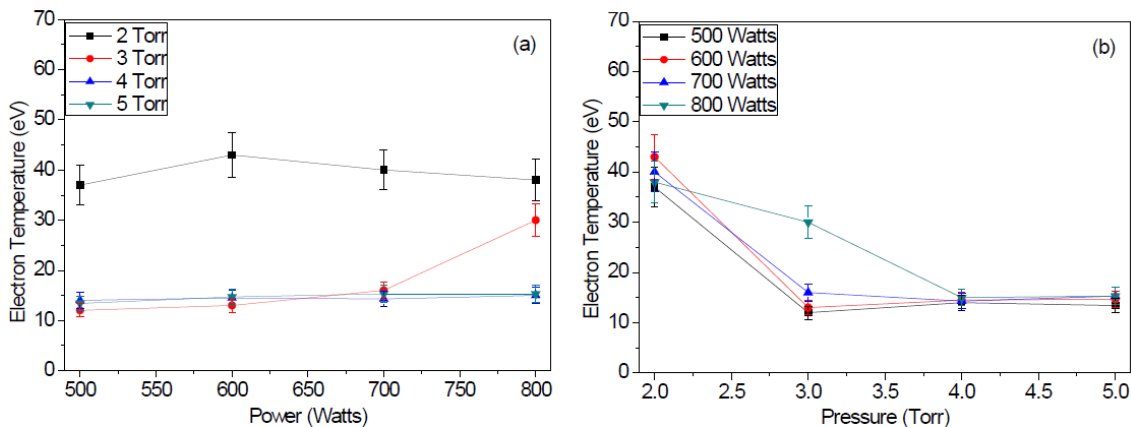 70
60
50
40
30
20
10
0
Electron Temperature (eV)
2 Torr
3 Torr
4 Torr
5 Torr
(a)
500 550 600 650 700 750 800
Power (Watts)
70
60
50
40
30
20
10
0
Electron Temperature (eV)
500 Watts
600 Watts
700 Watts
800 Watts
(b)
2.0 2.5 3.0 3.5 4.0 4.5 5.0
Pressure (Torr)